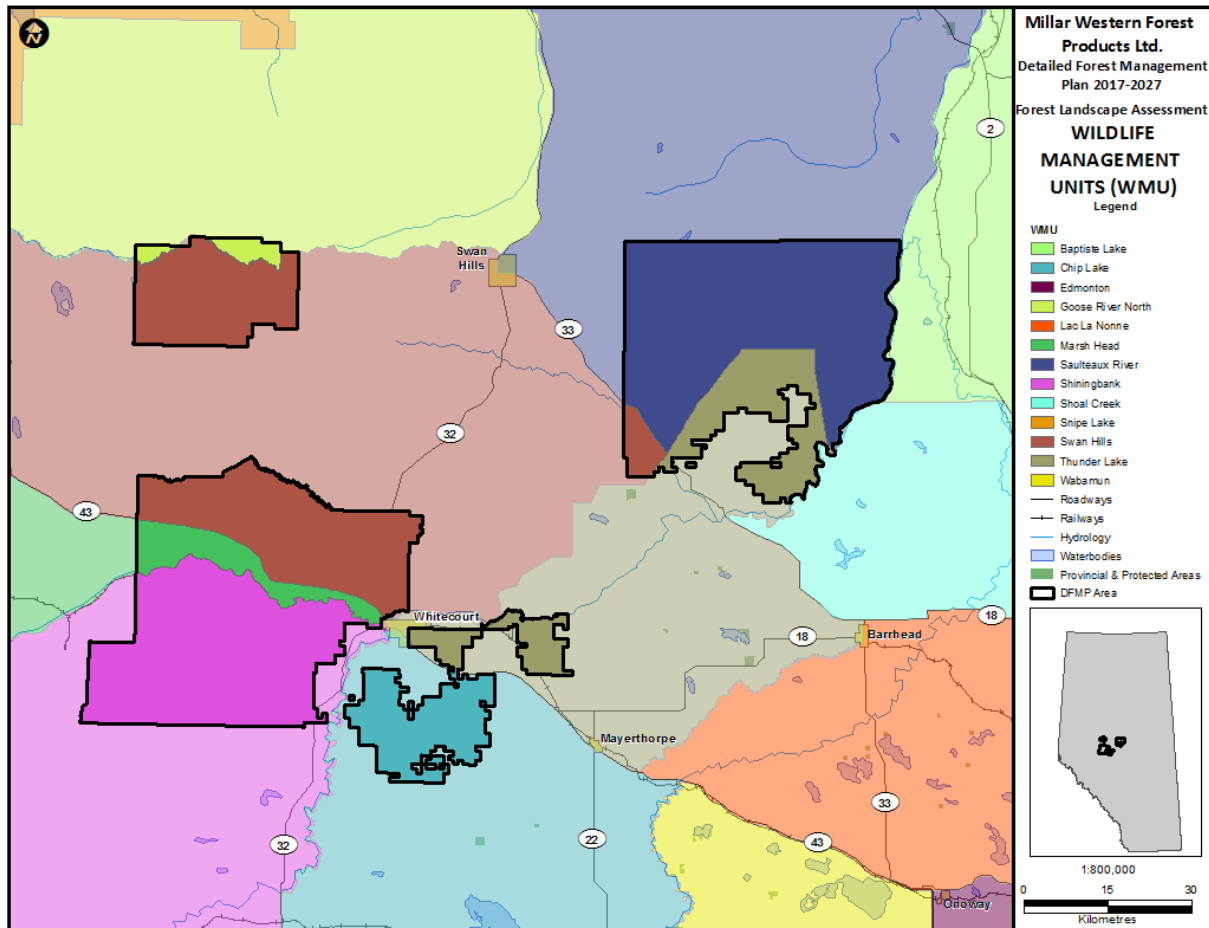 N
2
Swan
Hills
33
32
43
Whitecourt
18
18
Barrhead
Mayerthorpe
33
32
22
43
Onoway
Millar Western Forest
Products Ltd.
Detailed Forest Management
Plan 2017-2027
Forest Landscape Assessment
WILDLIFE
MANAGEMENT
UNITS (WMU)
Legend
WMU
Baptiste Lake
Chip Lake
Edmonton
Goose River North
Lac La Nonne
Marsh Head
Saulteaux River
Shiningbank
Shoal Creek
Snipe Lake
Swan Hills
Thunder Lake
Wabamun
Roadways
Railways
Hydrology
Waterbodies
Provincial & Protected Areas
DFMP Area
1:800,000
0 15 30
Kilometres